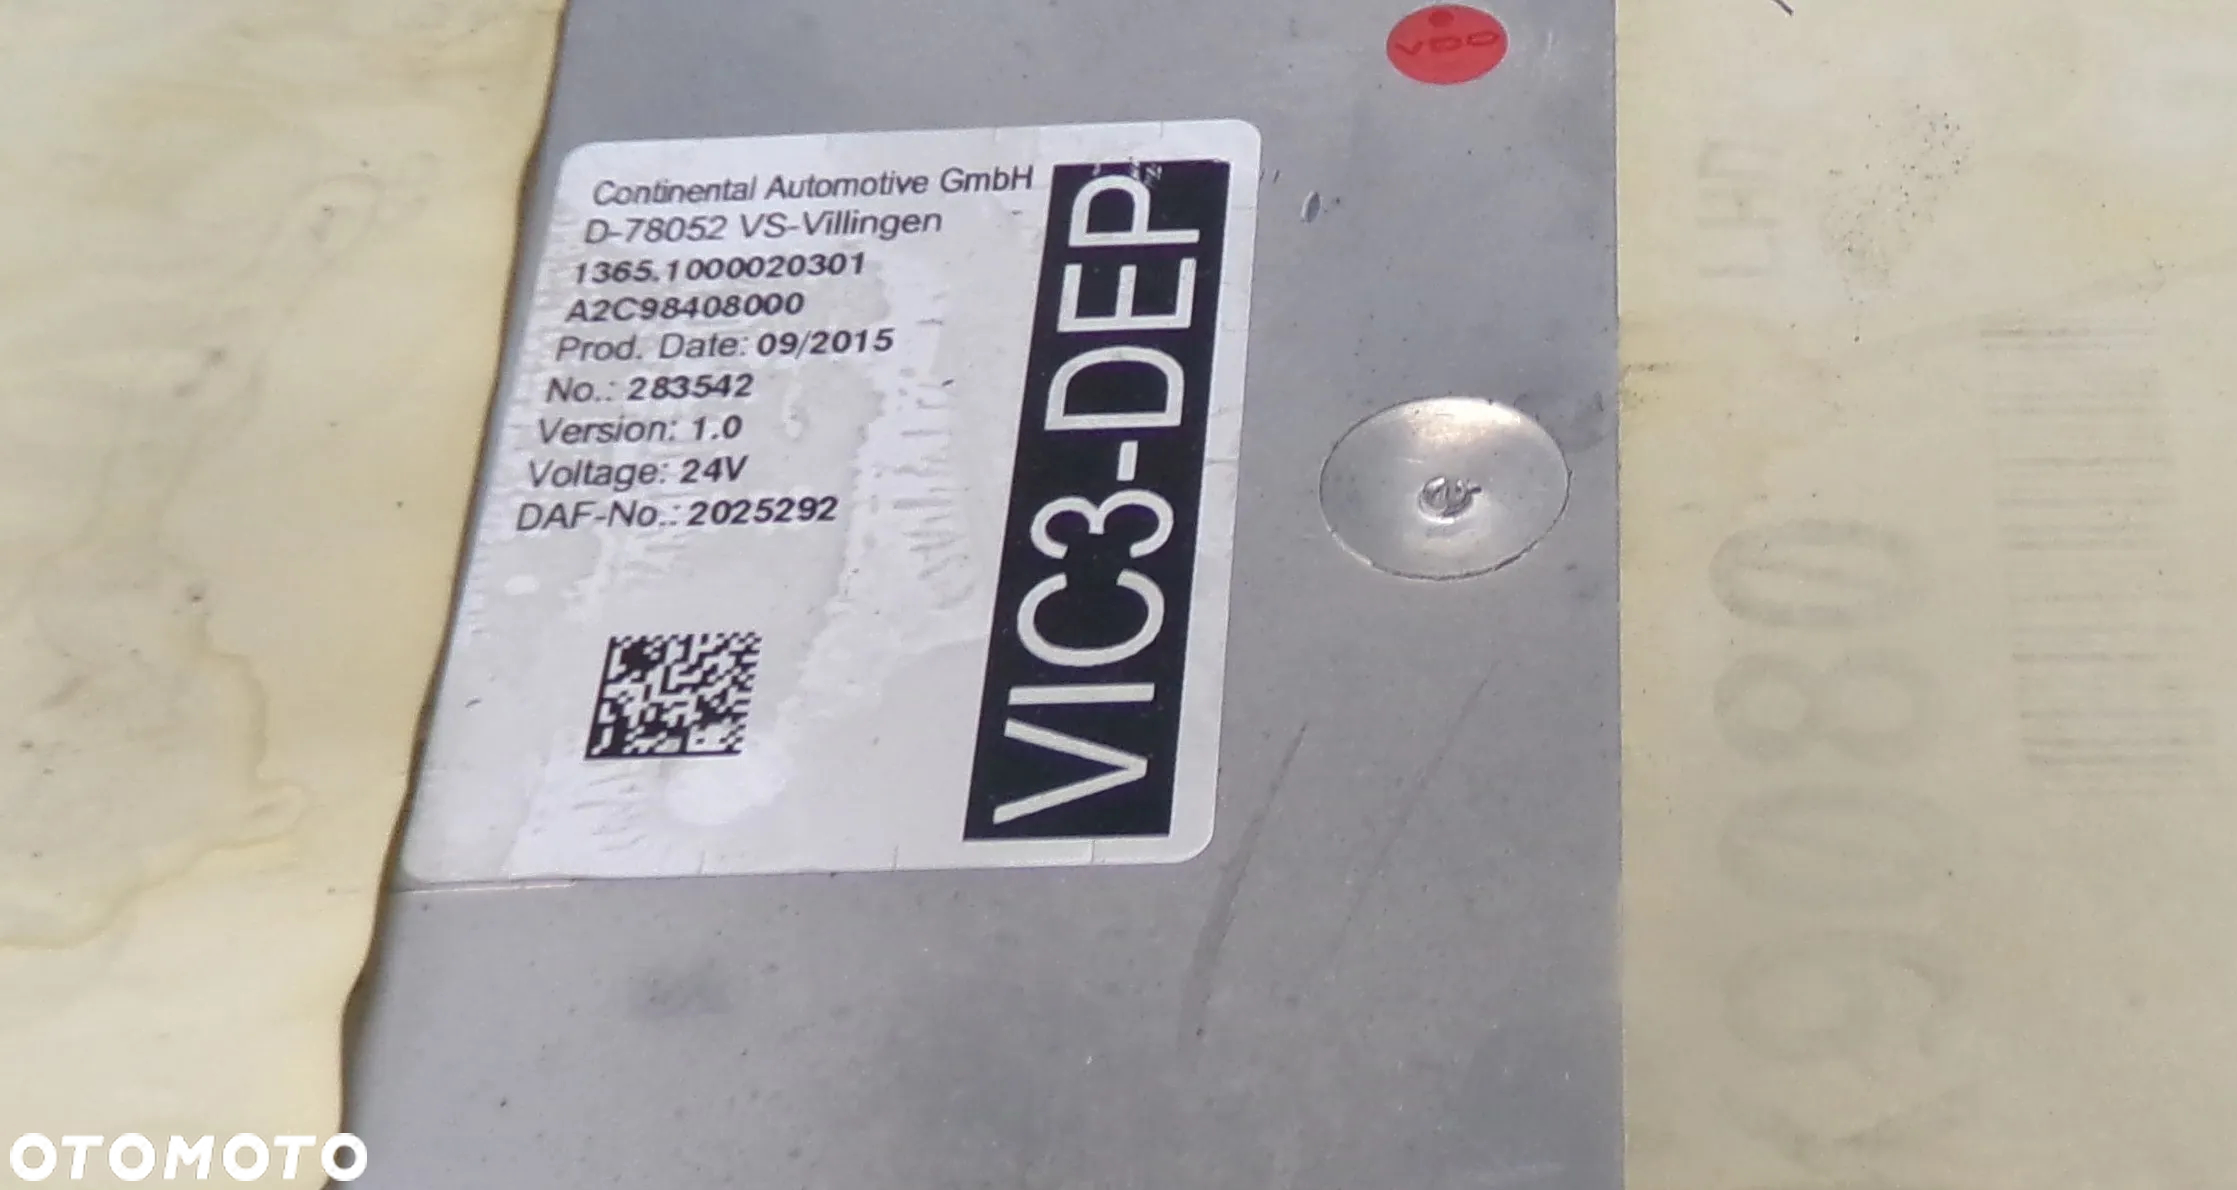 VDO
Continental Automotive GmbH
D-78052 VS-Villingen
1365.1000020301
A2C98408000
Prod. Date: 09/2015
No.: 283542
Version: 1.0
Voltage: 24V
DAF-No.: 2025292
VIC3-DEP
OTOMOTO